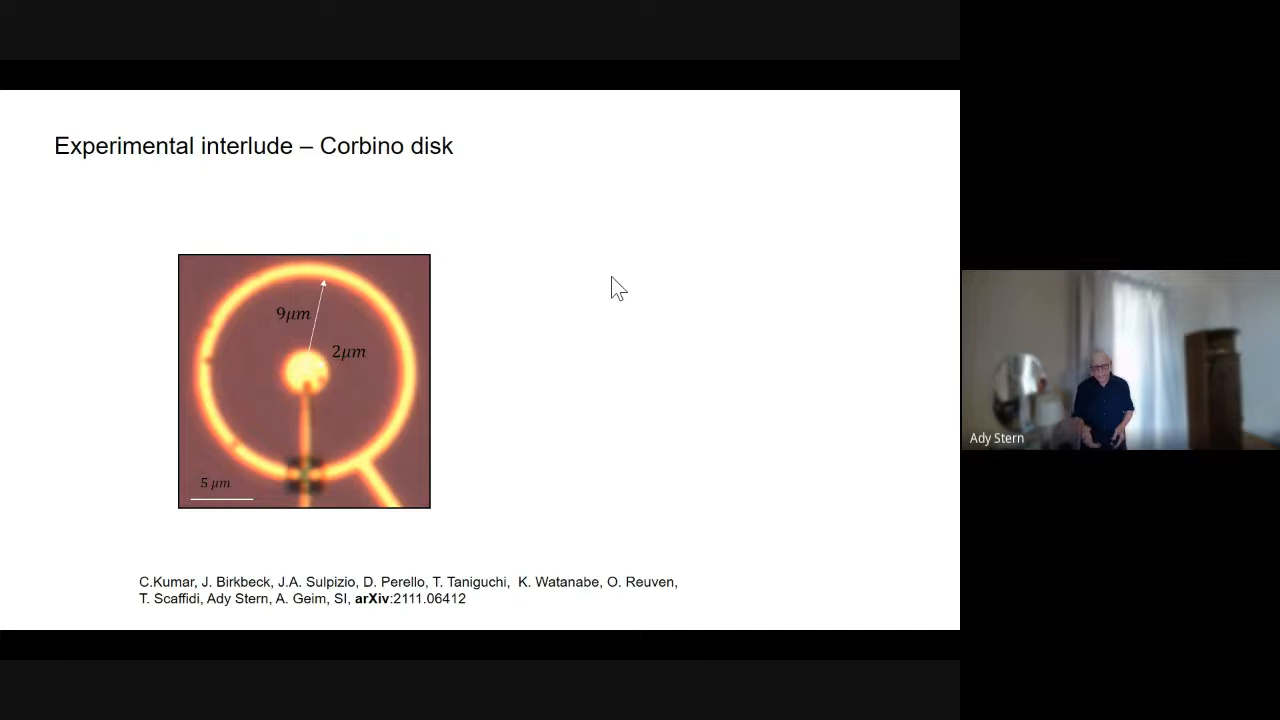 Experimental interlude – Corbino disk
9μm
2μm
5 μm
C.Kumar, J. Birkbeck, J.A. Sulpizio, D. Perello, T. Taniguchi, K. Watanabe, O. Reuven,
T. Scaffidi, Ady Stern, A. Geim, SI, arXiv:2111.06412
Ady Stern